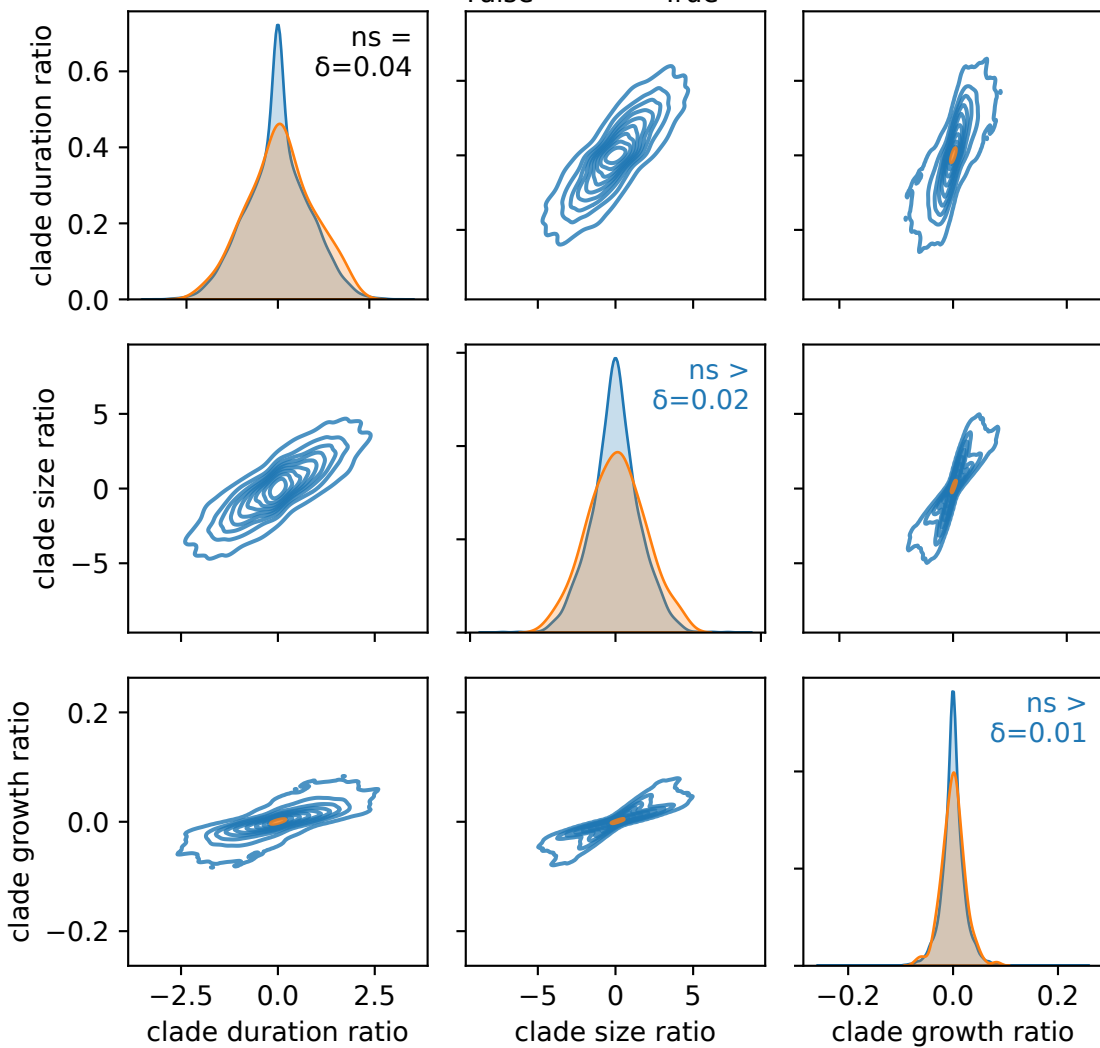 clade duration ratio
0.6
0.4
0.2
0.0
ns =
δ=0.04
clade size ratio
5
0
−5
ns >
δ=0.02
clade growth ratio
0.2
0.0
−0.2
ns >
δ=0.01
−2.5 0.0 2.5
−5 0 5
−0.2 0.0 0.2
clade duration ratio
clade size ratio
clade growth ratio